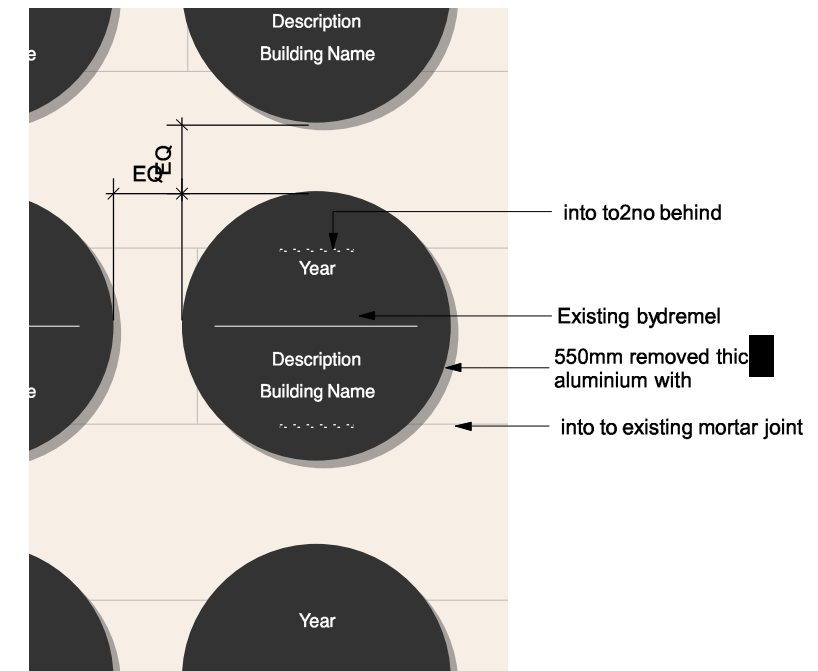 Description
Building Name
e
EQ
EQ
into to2no behind
Year
Existing bydremel
Description
550mm removed thic
aluminium with
Building Name
e
into to existing mortar joint
Year